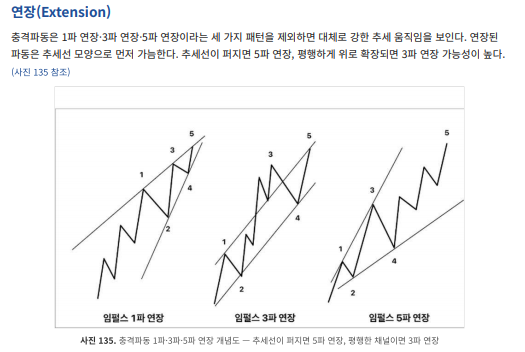 연장(Extension)
충격파동은 1파 연장·3파 연장·5파 연장이라는 세 가지 패턴을 제외하면 대체로 강한 추세 움직임을 보인다. 연장된
파동은 추세선 모양으로 먼저 가늠한다. 추세선이 퍼지면 5파 연장, 평행하게 위로 확장되면 3파 연장 가능성이 높다.
(사진 135 참조)
1 2 3 4 5
1 2 3 4 5
1 2 3 4 5
임펄스 1파 연장 임펄스 3파 연장 임펄스 5파 연장
사진 135. 충격파동 1파·3파·5파 연장 개념도 — 추세선이 퍼지면 5파 연장, 평행한 채널이면 3파 연장